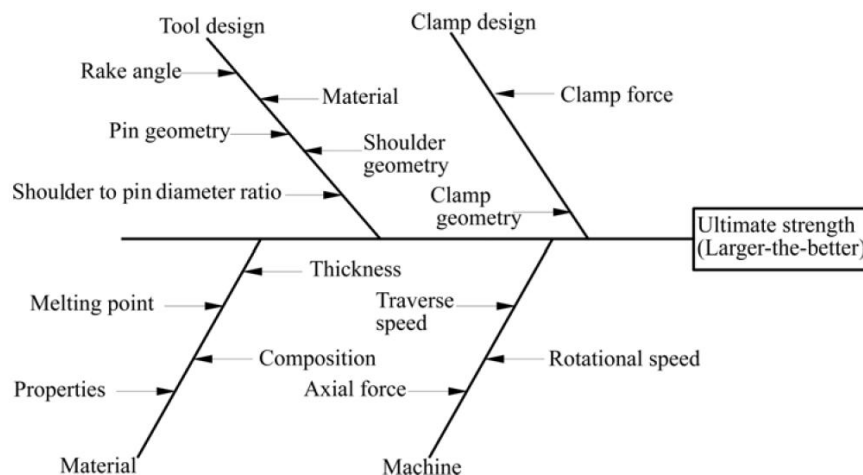 Tool design
Clamp design
Rake angle
Material
Clamp force
Pin geometry
Shoulder
geometry
Shoulder to pin diameter ratio
Clamp
geometry
Ultimate strength
(Larger-the-better)
Thickness
Melting point
Traverse
speed
Composition
Rotational speed
Properties
Axial force
Material
Machine